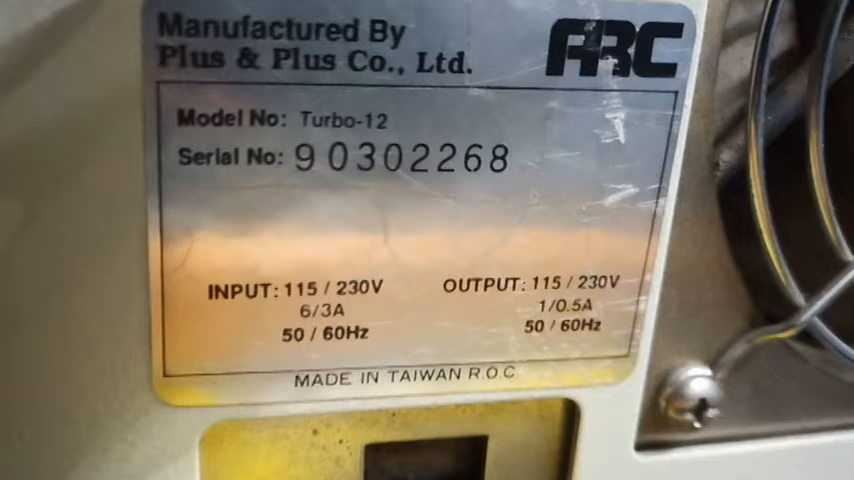 Manufactured By
Plus & Plus Co., Ltd.
ARC
Model No: Turbo-12
Serial No: 90302268
INPUT: 115 / 230V
6/3A
50 / 60Hz
OUTPUT: 115 / 230V
1/0.5A
50 / 60Hz
MADE IN TAIWAN R.O.C